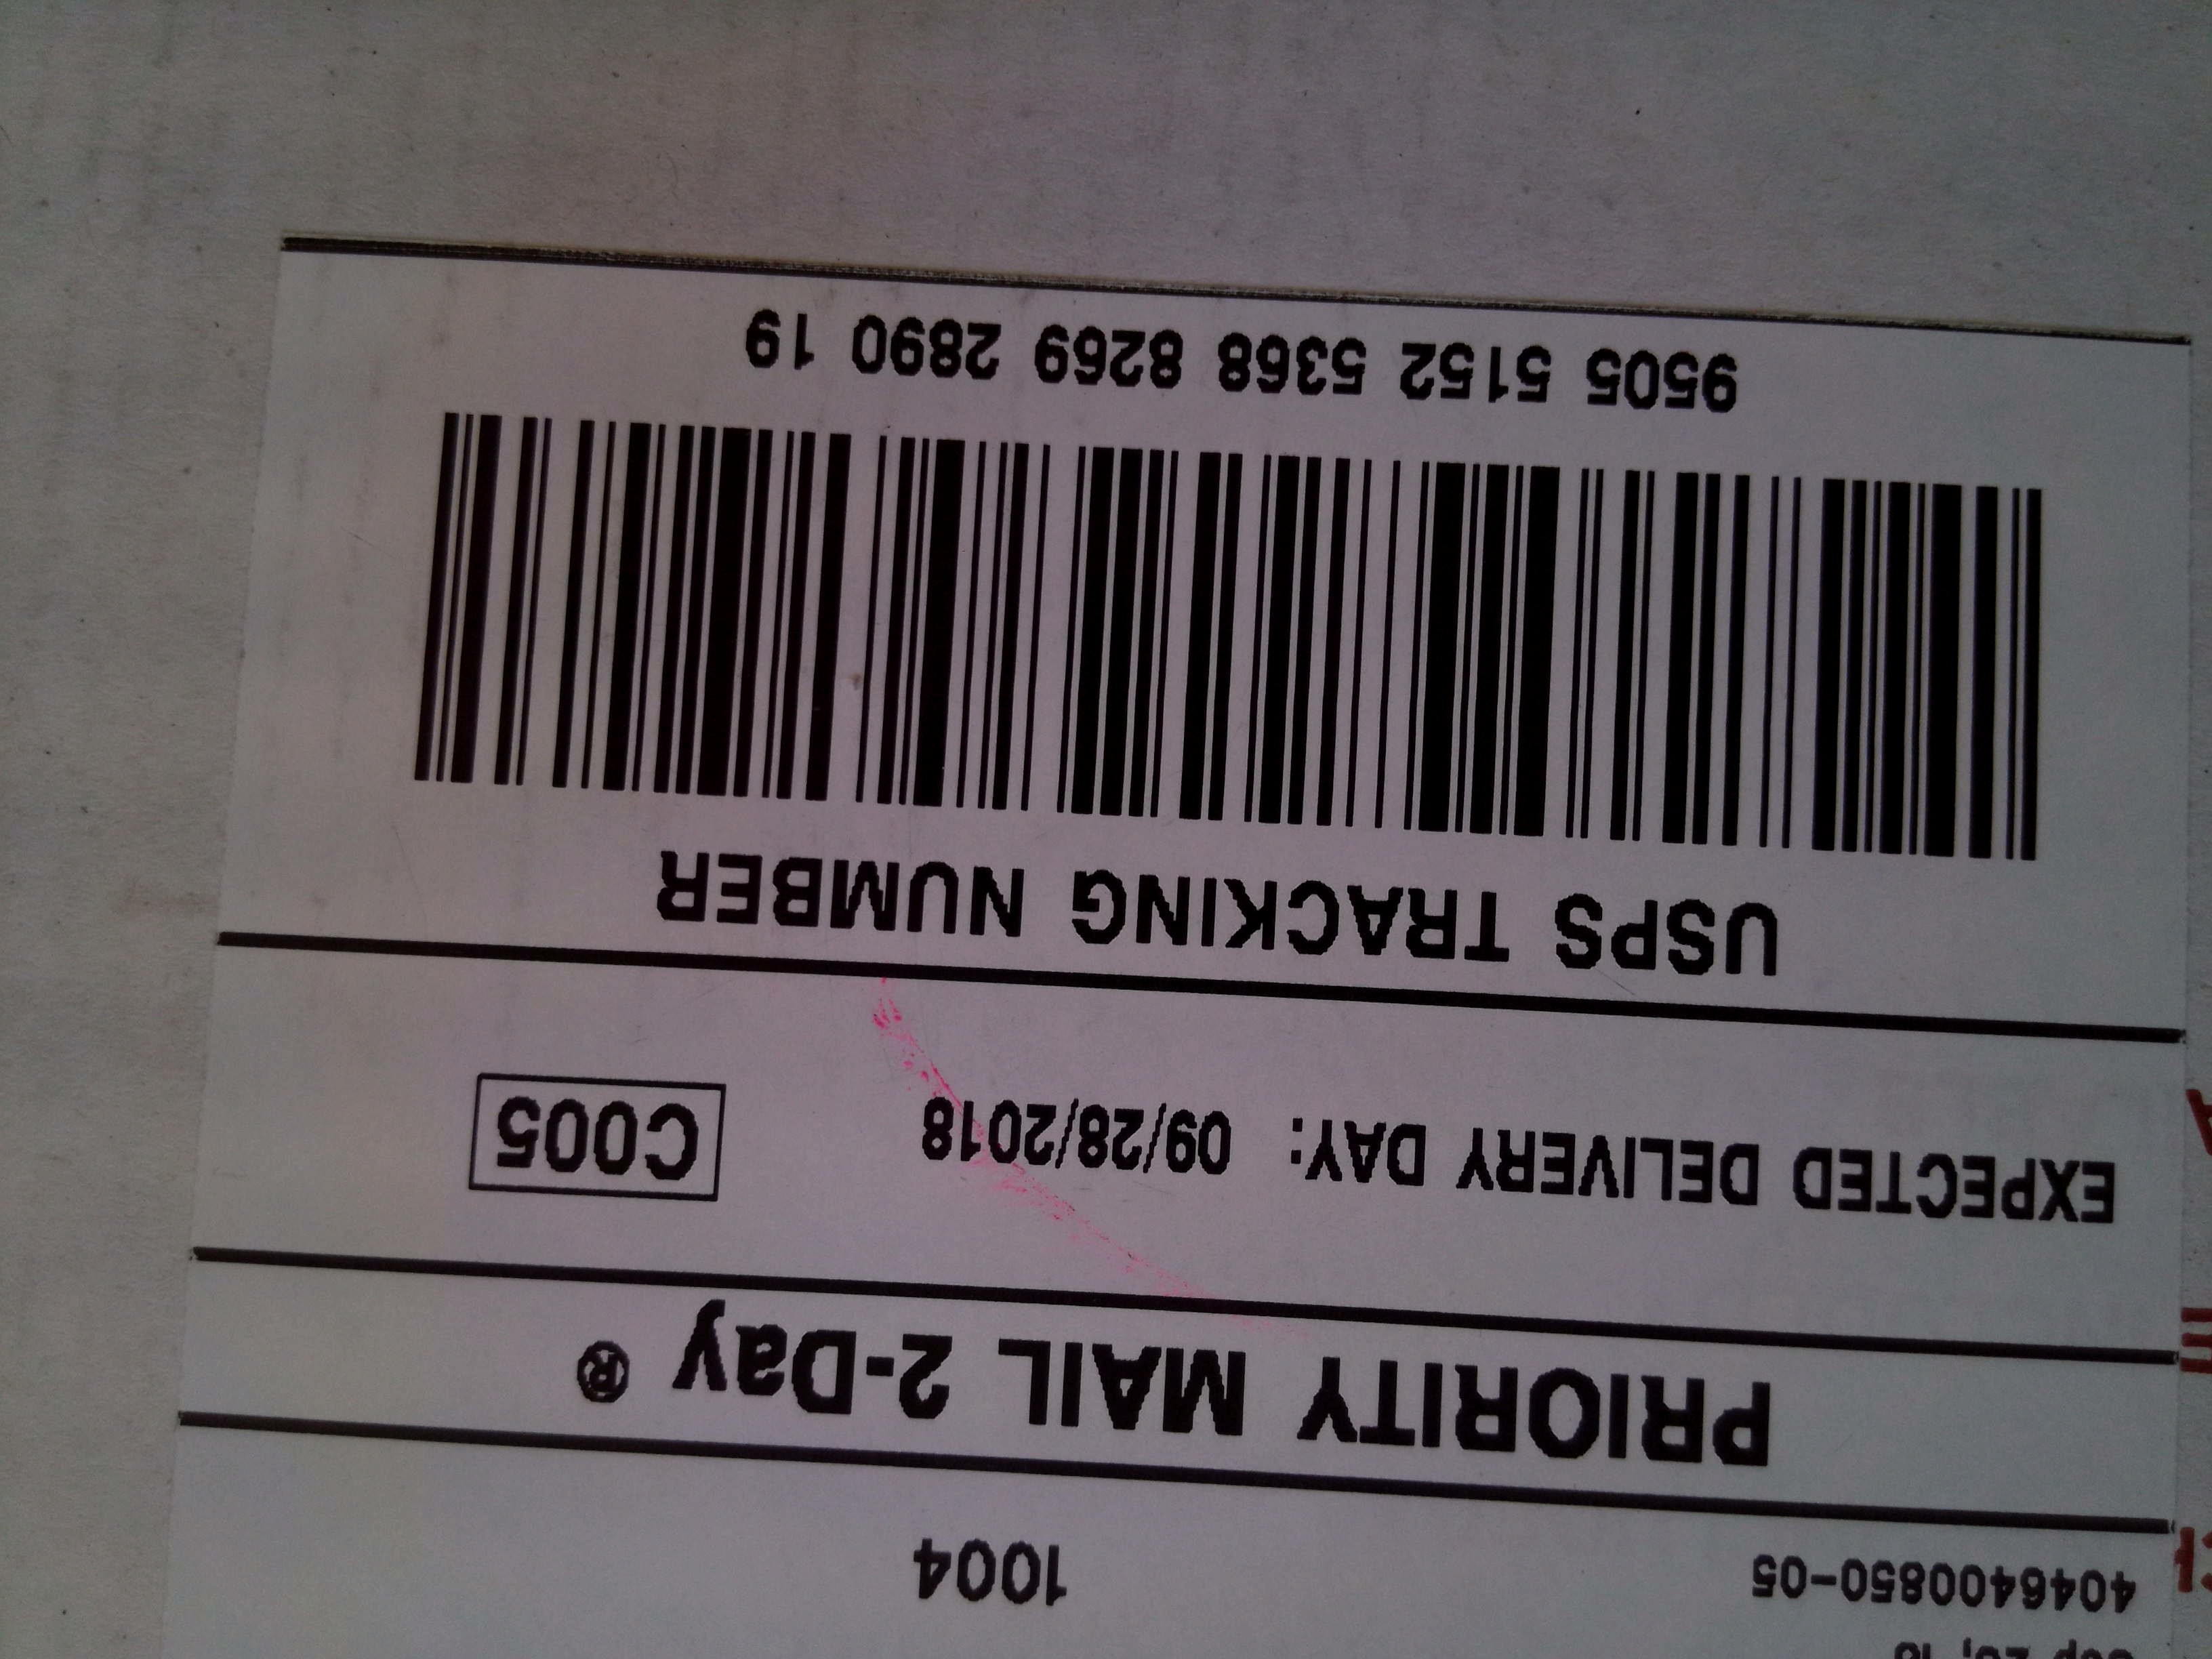 4046400850-05
1004
PRIORITY MAIL 2-Day ®
EXPECTED DELIVERY DAY: 09/28/2018
C005
USPS TRACKING NUMBER
9505 5152 5368 8269 2890 19